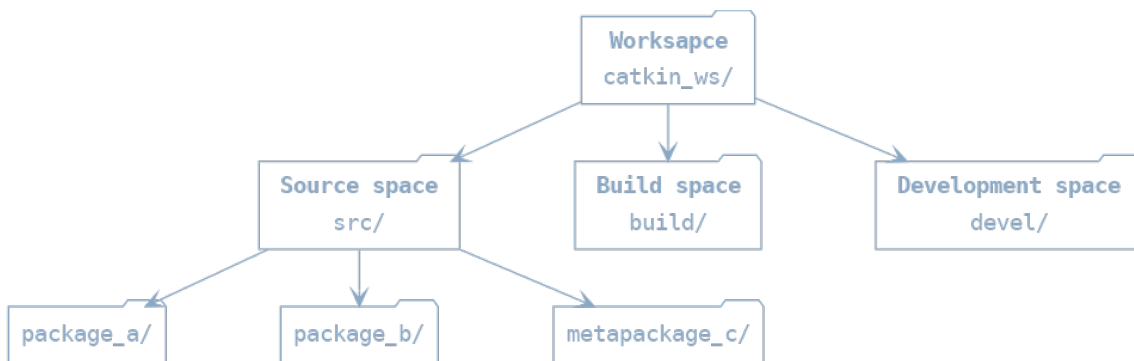 Worksapce
catkin_ws/
Source space
src/
Build space
build/
Development space
devel/
package_a/
package_b/
metapackage_c/